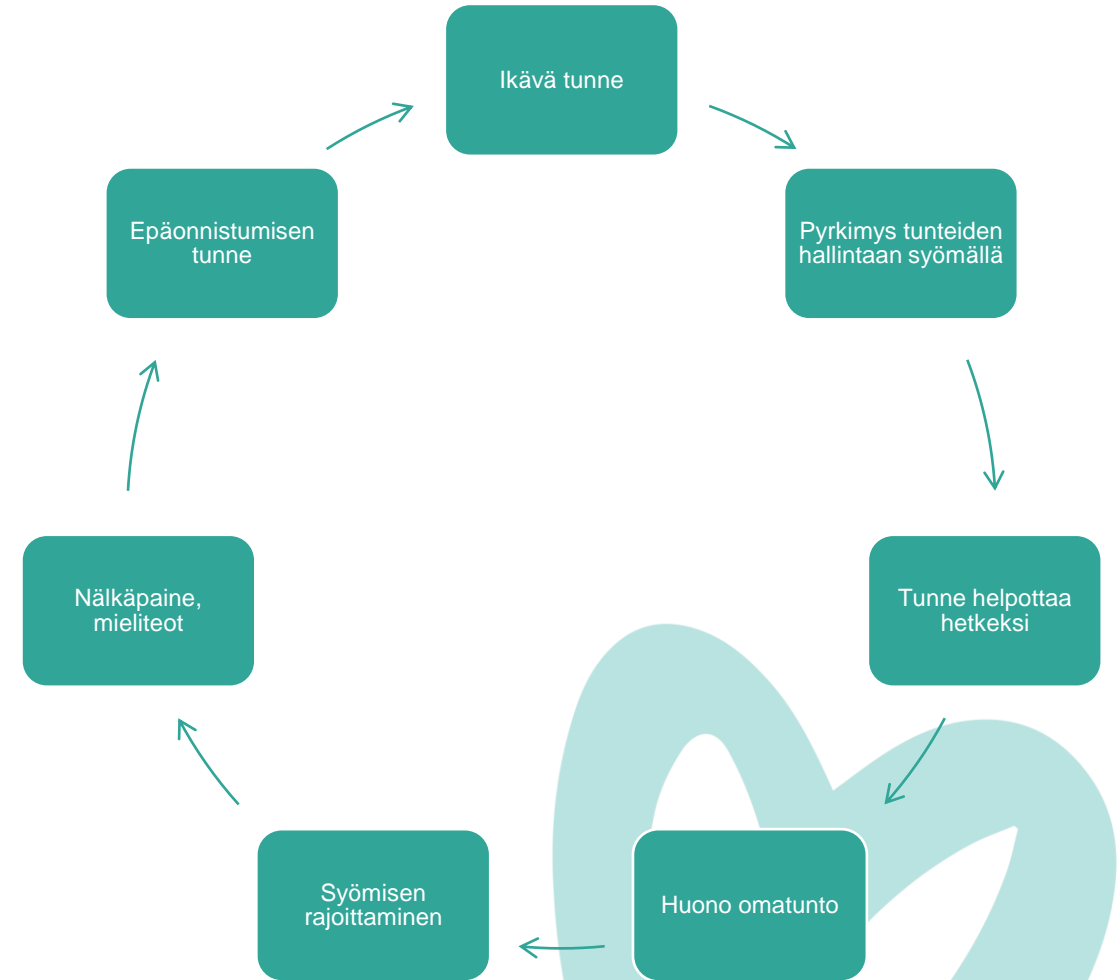 Ikävä tunne
Pyrkimys tunteiden
hallintaan syömällä
Tunne helpottaa
hetkeksi
Huono omatunto
Syömisen
rajoittaminen
Nälkäpaine,
mieliteot
Epäonnistumisen
tunne